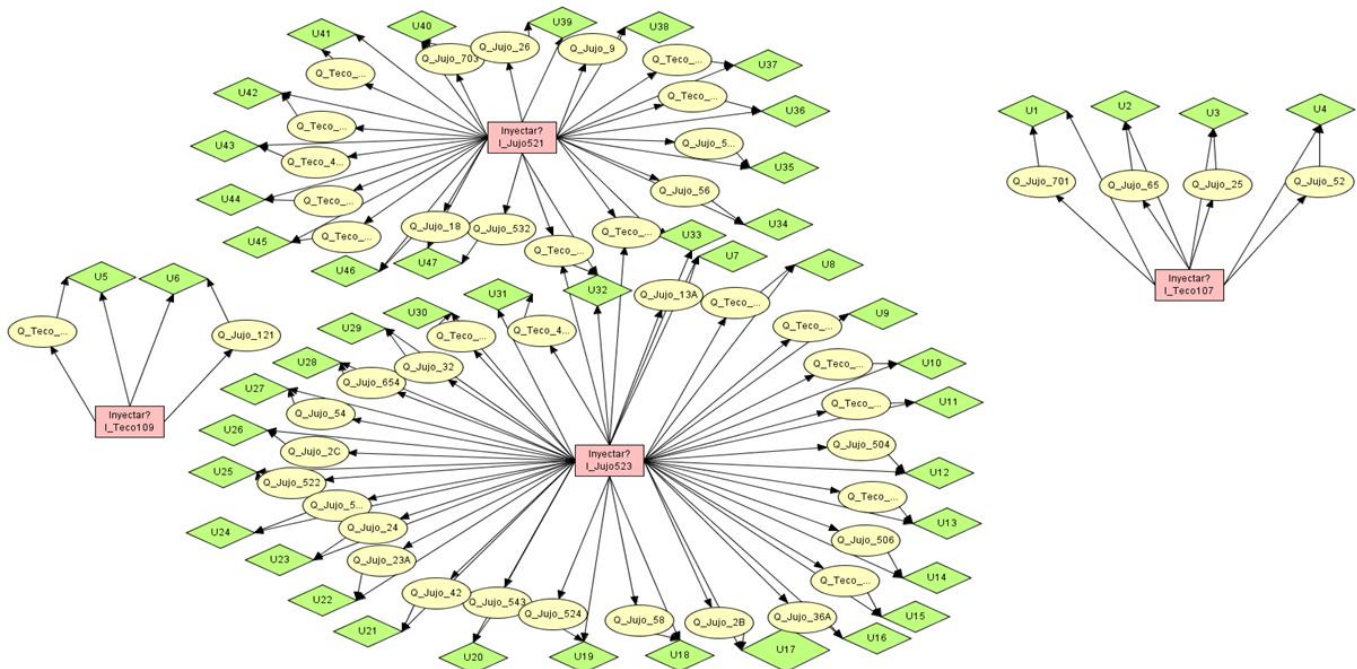 U40
U39
U38
U41
Q_Jujo_703
Q_Jujo_26
Q_Jujo_9
Q_Teco_...
U37
Q_Teco_...
U42
Q_Teco_...
U36
U1
U2
U3
U4
Q_Teco_...
Inyectar?
I_Jujo521
U43
Q_Teco_4...
Q_Jujo_5...
U35
Q_Jujo_701
Q_Jujo_65
Q_Jujo_25
Q_Jujo_52
U44
Q_Teco_...
Q_Jujo_56
U34
U45
Q_Teco_...
Q_Jujo_18
Q_Jujo_532
Q_Teco_...
U33
Q_Teco_...
U7
U46
U47
U8
U5
U6
Inyectar?
I_Teco107
U32
Q_Jujo_13A
Q_Teco_...
U31
U30
U9
U29
Q_Teco_...
Q_Teco_4...
Q_Teco_...
Q_Teco_...
Q_Jujo_121
U28
Q_Jujo_32
Q_Teco_...
U10
Q_Jujo_654
U27
Q_Teco_...
U11
Inyectar?
I_Teco109
Q_Jujo_54
U26
Q_Jujo_2C
Q_Jujo_504
Inyectar?
I_Jujo523
U25
Q_Jujo_522
U12
Q_Teco_...
Q_Jujo_5...
U13
U24
Q_Jujo_24
Q_Jujo_506
U23
Q_Jujo_23A
U14
Q_Teco_...
U22
Q_Jujo_42
Q_Jujo_543
Q_Jujo_524
Q_Jujo_58
Q_Jujo_2B
Q_Jujo_36A
U15
U21
U16
U20
U19
U18
U17